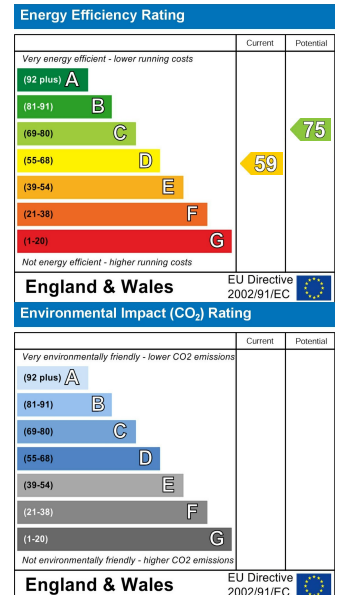 Energy Efficiency Rating
Current Potential
Very energy efficient - lower running costs
(92 plus) A
(81-91) B
(69-80) C
(55-68) D
(39-54) E
(21-38) F
(1-20) G
59
75
Not energy efficient - higher running costs
England & Wales
EU Directive
2002/91/EC
Environmental Impact (CO₂) Rating
Current Potential
Very environmentally friendly - lower CO2 emissions
(92 plus) A
(81-91) B
(69-80) C
(55-68) D
(39-54) E
(21-38) F
(1-20) G
Not environmentally friendly - higher CO2 emissions
England & Wales
EU Directive
2002/91/EC